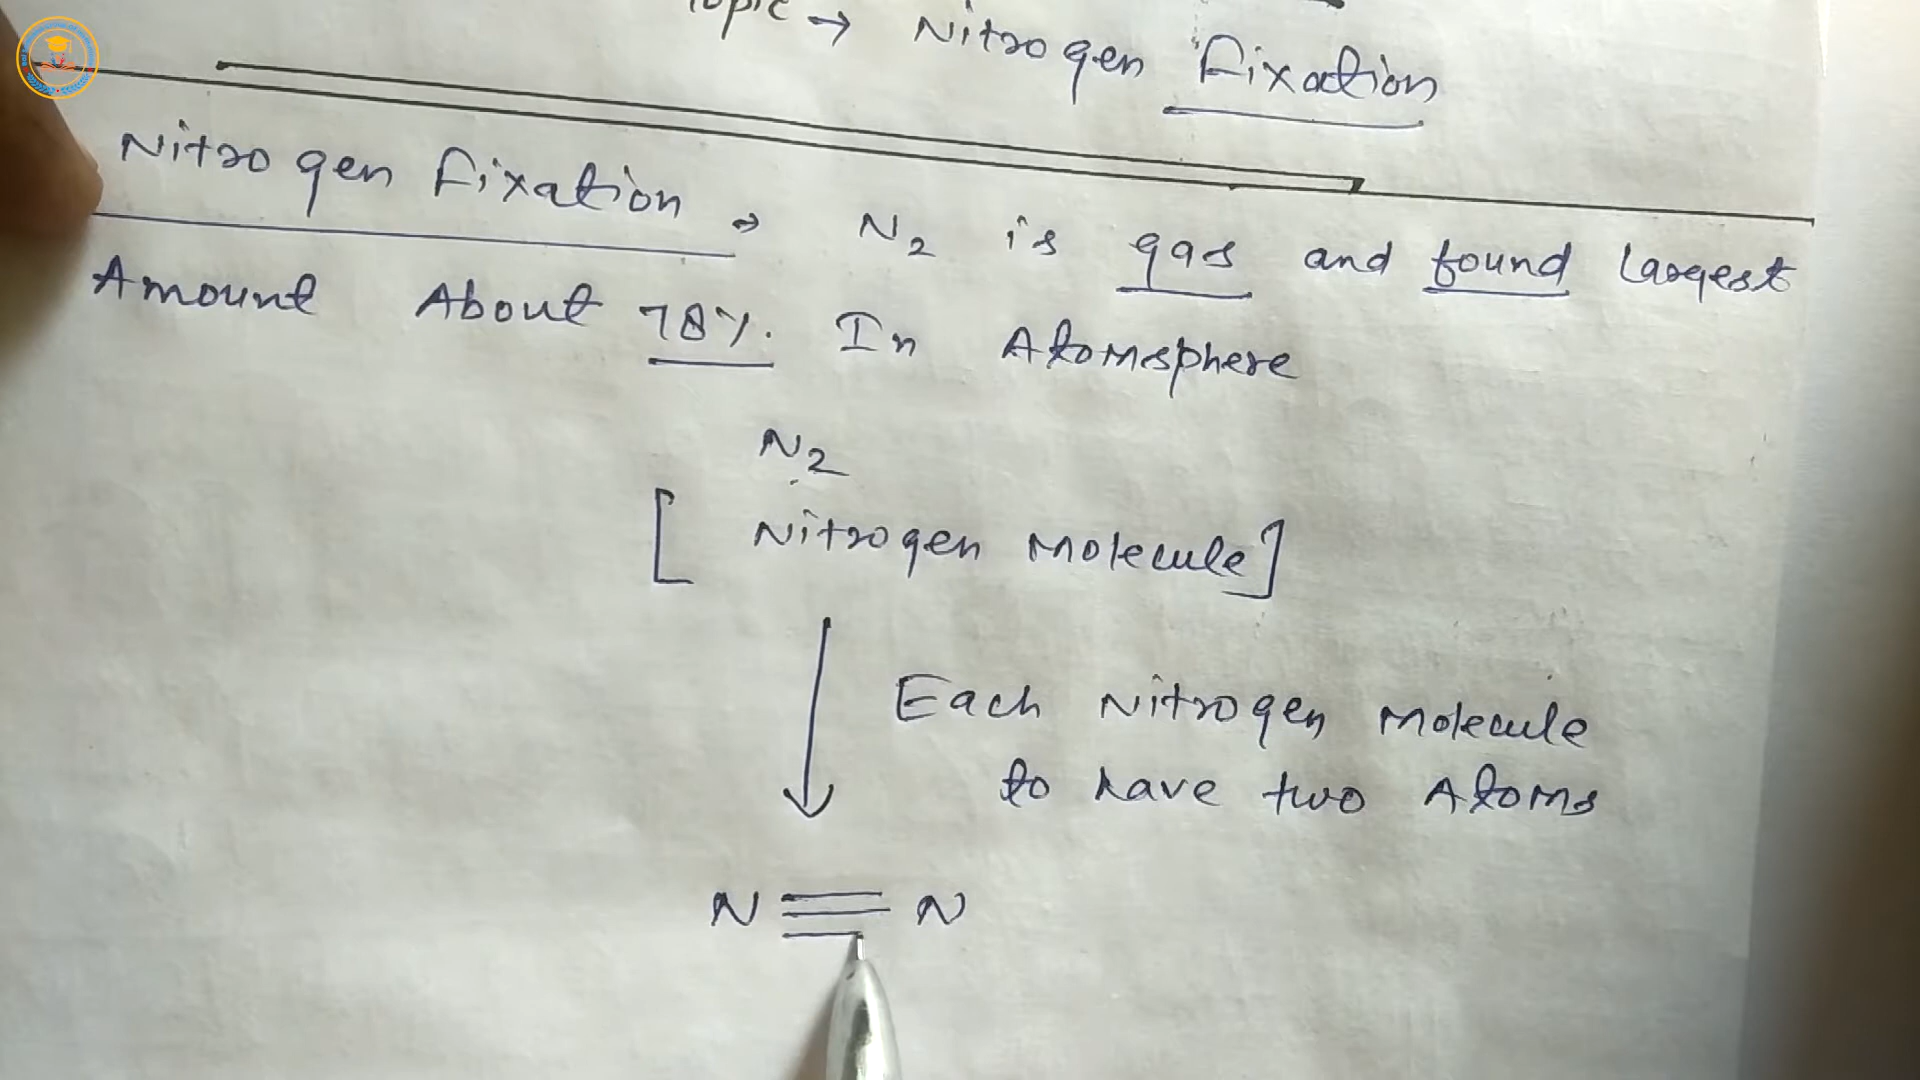 Topic → Nitrogen Fixation
Nitrogen Fixation → N2 is gas and found Largest
Amount About 78% In Atomsphere
N2
[ Nitrogen Molecule]
Each Nitrogen Molecule
to have two Atoms
N ≡ N